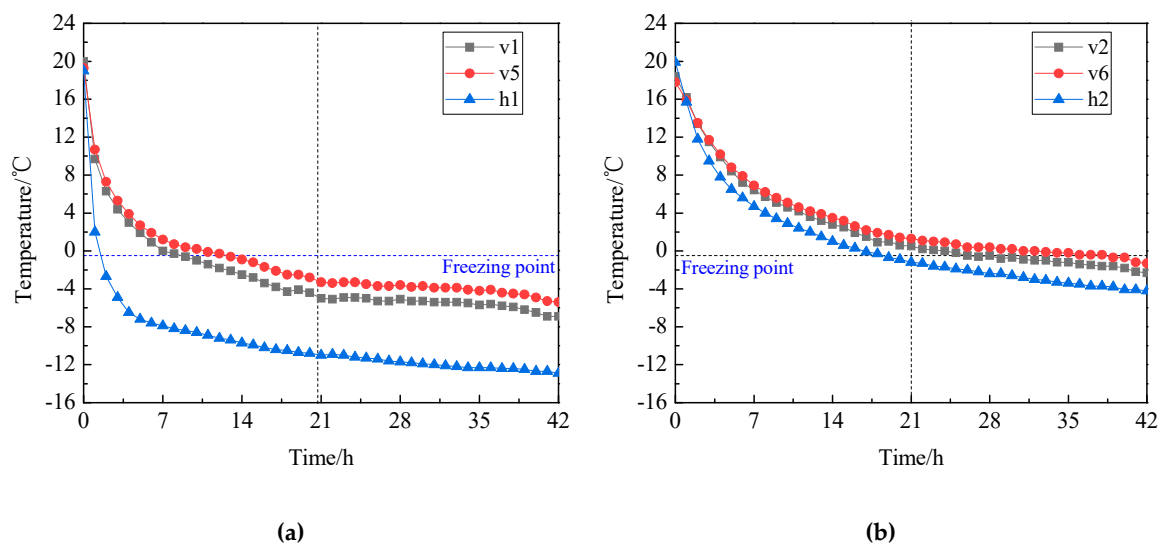 24
20
16
12
8
4
0
-4
-8
-12
-16
Temperature/℃
v1
v5
h1
Freezing point
0 7 14 21 28 35 42
Time/h
(a)
24
20
16
12
8
4
0
-4
-8
-12
-16
Temperature/℃
v2
v6
h2
Freezing point
0 7 14 21 28 35 42
Time/h
(b)